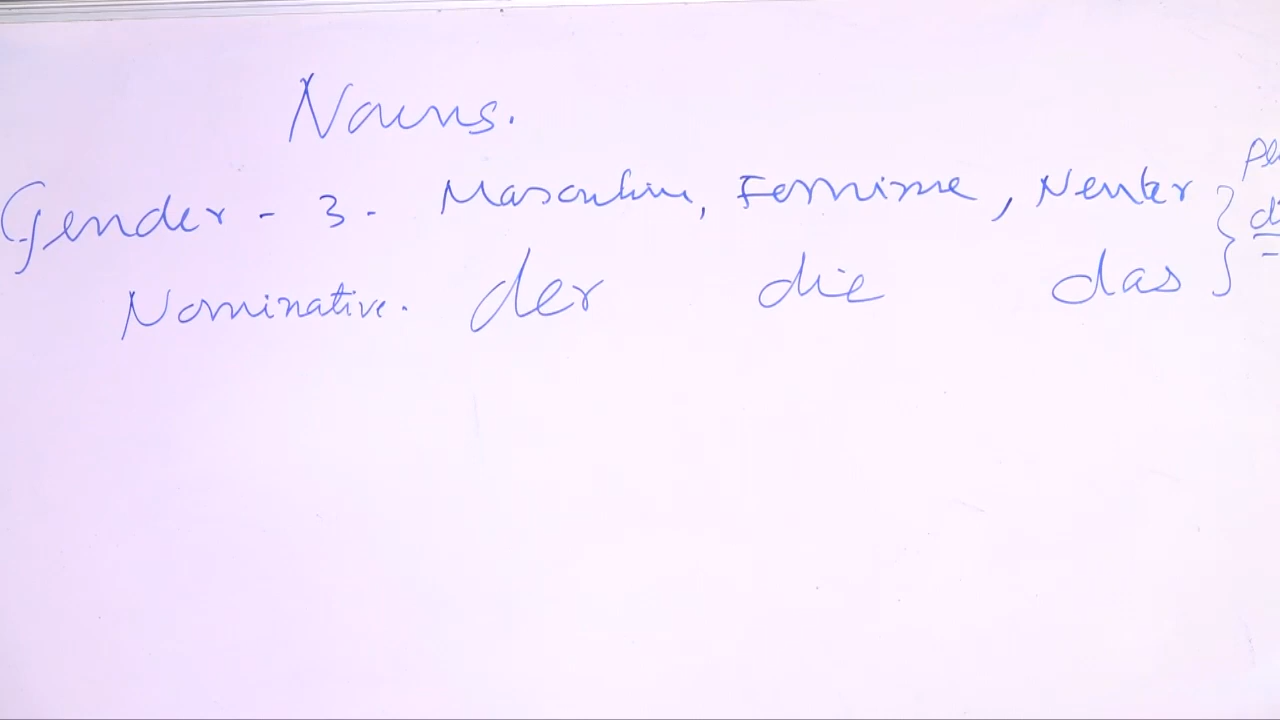 Nouns.
Gender - 3. Masculine, Feminine, Neuter }
Nominative. der die das